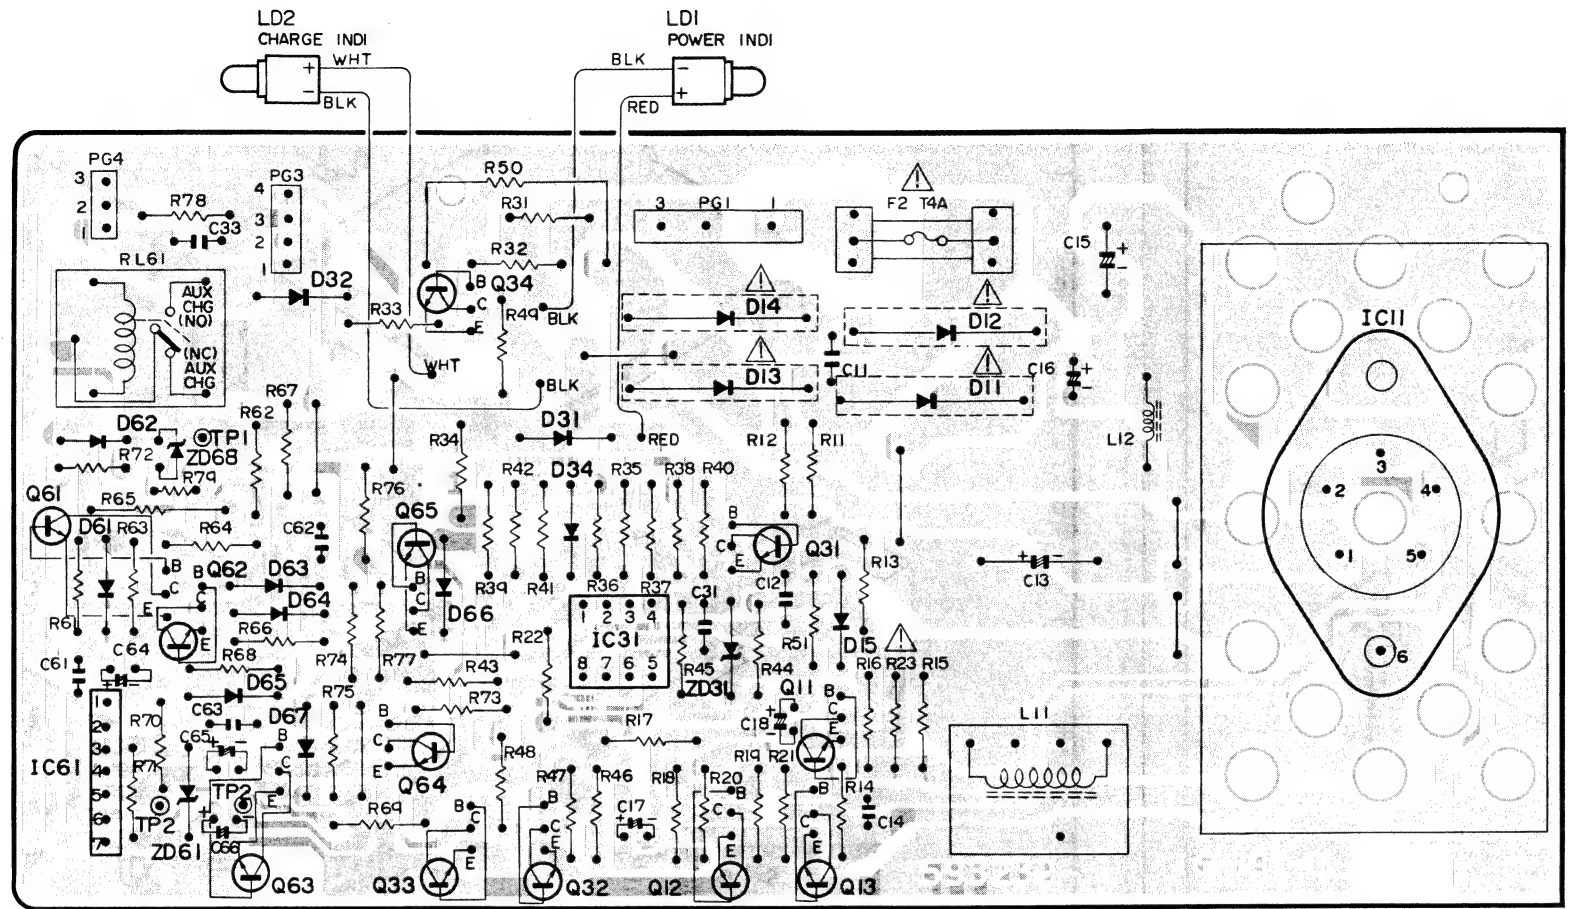 LD2
CHARGE INDI
+ WHT
− BLK
LD1
POWER INDI
BLK −
RED +
PG4
3
2
1
R78
C33
PG3
4
3
2
1
R50
R31
R32
3 PG1 1
F2 T4A
C15 + −
RL61
AUX
CHG
(NO)
(NC)
AUX
CHG
D32
R33
Q34
B
C
E
R49
BLK
WHT
BLK
D14
D12
D13
D11
C11
C16 + −
IC11
3
2
4
1
5
6
L12
R67
R62
D62
TP1
ZD68
R72
R79
R34
D31
RED
R12
R11
R42
D34
R35
R38
R40
R76
Q61
R65
D61
R63
R64
C62
Q65
B
C
E
Q31
R13
+ −
C13
B
C
E
Q62
B
C
E
D63
D64
D66
R39
R41
R36
R37
C12
R61
R66
R74
R77
R22
1 2 3 4
IC31
8 7 6 5
C31
R45
ZD31
R44
R51
D15
C61
C64
+ −
R68
D65
R43
R73
R16
R23
R15
Q11
B
C
E
C18 + −
1
2
3
4
5
6
7
IC61
R70
R71
C63
C65
+ −
D67
R75
B
C
E
B
C
E
Q64
R48
R17
R47
R46
R18
R20
R19
R21
R14
C14
L11
TP2
TP2
ZD61
C66
+ −
R69
B
C
E
B
C
E
C17
+ −
B
C
E
B
C
E
Q63
Q33
Q32
Q12
Q13